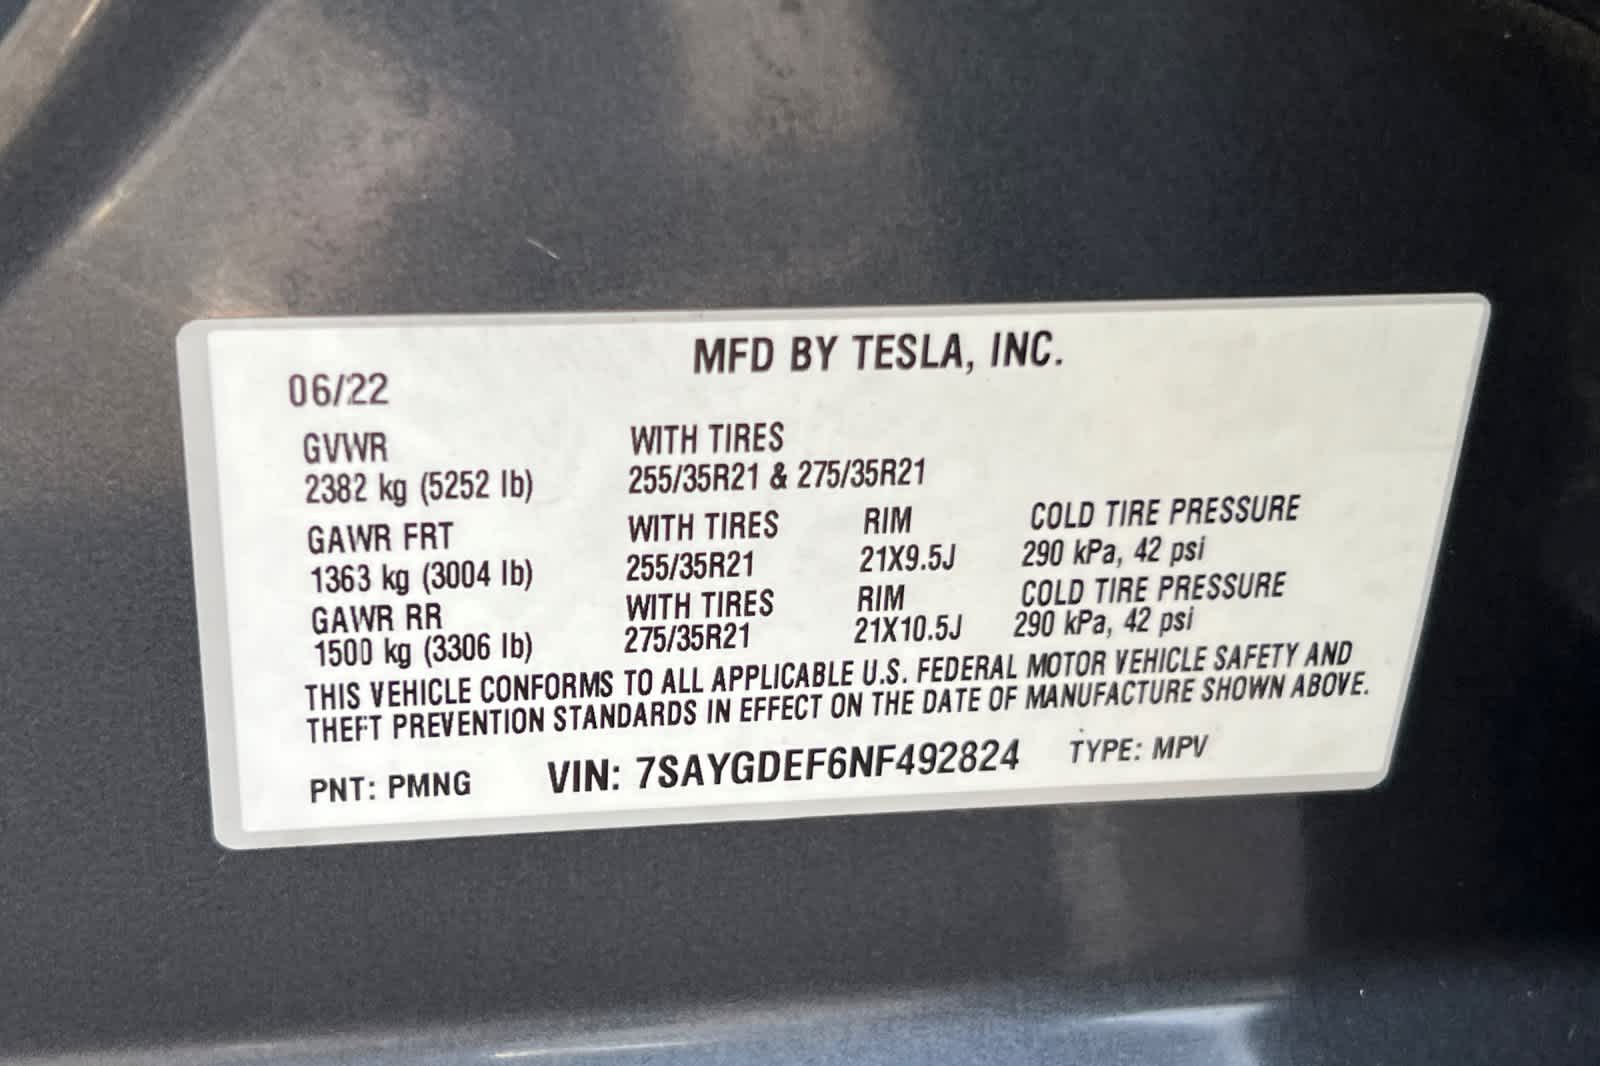 MFD BY TESLA, INC.
06/22
GVWR WITH TIRES
2382 kg (5252 lb) 255/35R21 & 275/35R21
GAWR FRT WITH TIRES RIM COLD TIRE PRESSURE
1363 kg (3004 lb) 255/35R21 21X9.5J 290 kPa, 42 psi
GAWR RR WITH TIRES RIM COLD TIRE PRESSURE
1500 kg (3306 lb) 275/35R21 21X10.5J 290 kPa, 42 psi
THIS VEHICLE CONFORMS TO ALL APPLICABLE U.S. FEDERAL MOTOR VEHICLE SAFETY AND
THEFT PREVENTION STANDARDS IN EFFECT ON THE DATE OF MANUFACTURE SHOWN ABOVE.
PNT: PMNG VIN: 7SAYGDEF6NF492824 TYPE: MPV